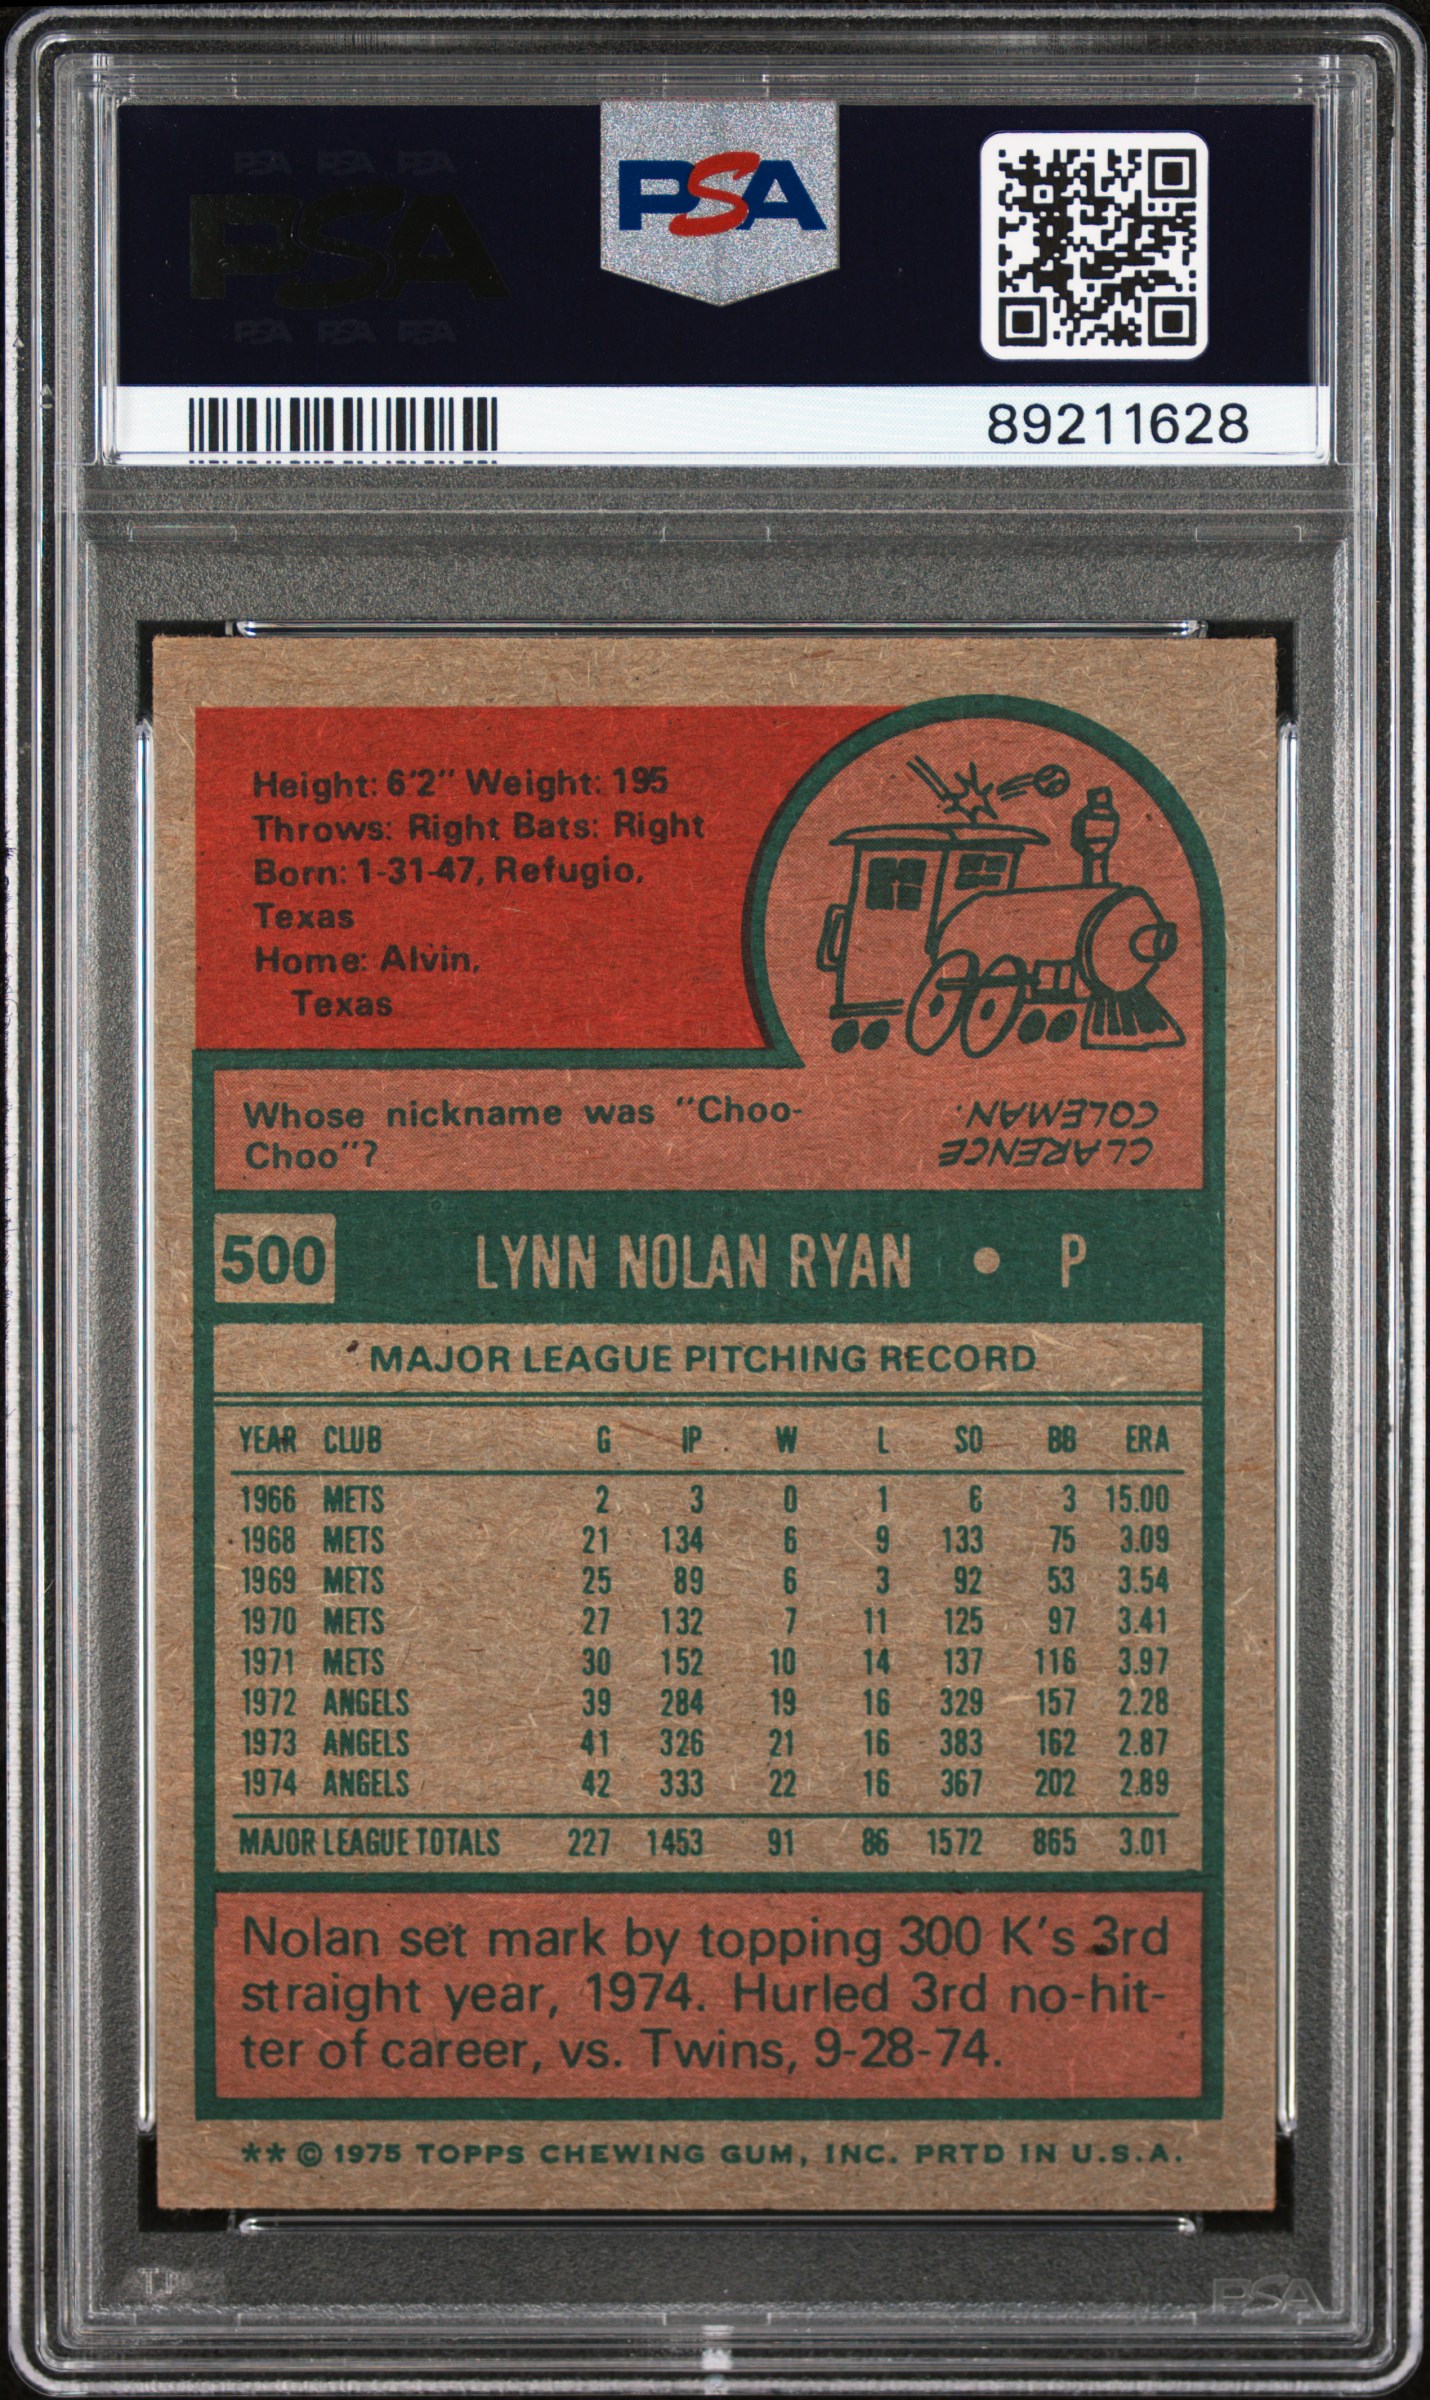 PSA PSA PSA
PSA
PSA PSA PSA
PSA
89211628
Height: 6'2" Weight: 195
Throws: Right Bats: Right
Born: 1-31-47, Refugio,
Texas
Home: Alvin,
Texas
Whose nickname was "Choo-
Choo"?
CLARENCE
COLEMAN.
500 LYNN NOLAN RYAN • P
MAJOR LEAGUE PITCHING RECORD
YEAR CLUB G IP W L SO BB ERA
1966 METS 2 3 0 1 6 3 15.00
1968 METS 21 134 6 9 133 75 3.09
1969 METS 25 89 6 3 92 53 3.54
1970 METS 27 132 7 11 125 97 3.41
1971 METS 30 152 10 14 137 116 3.97
1972 ANGELS 39 284 19 16 329 157 2.28
1973 ANGELS 41 326 21 16 383 162 2.87
1974 ANGELS 42 333 22 16 367 202 2.89
MAJOR LEAGUE TOTALS 227 1453 91 86 1572 865 3.01
Nolan set mark by topping 300 K's 3rd
straight year, 1974. Hurled 3rd no-hit-
ter of career, vs. Twins, 9-28-74.
** © 1975 TOPPS CHEWING GUM, INC. PRTD IN U.S.A.
PSA